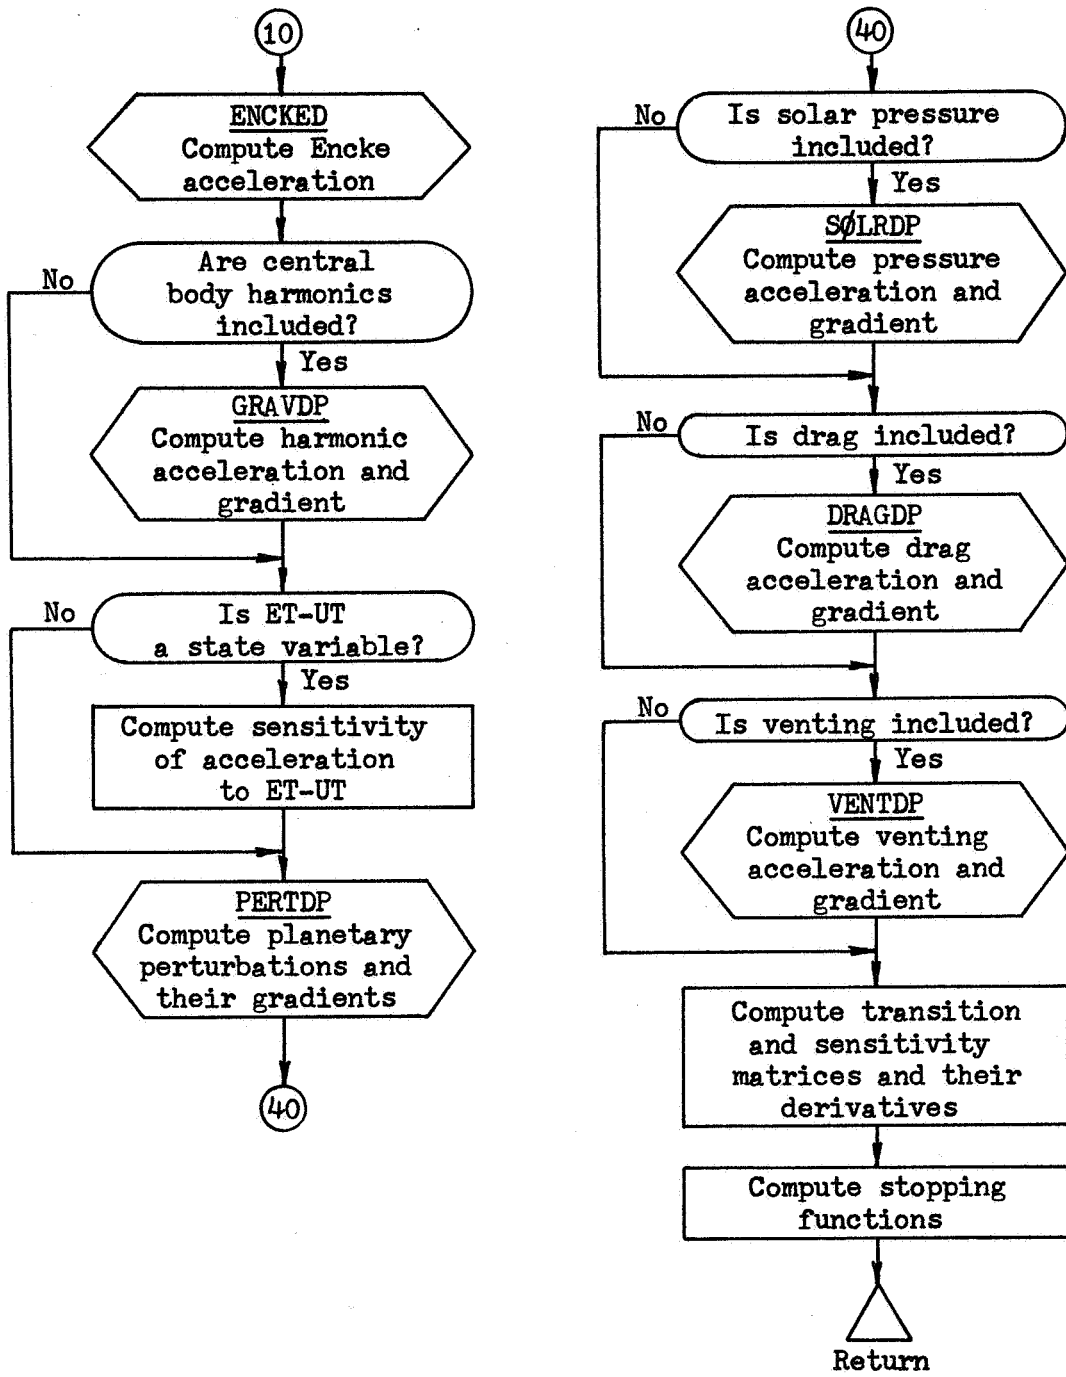 10
ENCKED
Compute Encke
acceleration
Are central
body harmonics
included?
No
Yes
GRAVDP
Compute harmonic
acceleration and
gradient
Is ET-UT
a state variable?
No
Yes
Compute sensitivity
of acceleration
to ET-UT
PERTDP
Compute planetary
perturbations and
their gradients
40
40
Is solar pressure
included?
No
Yes
SØLRDP
Compute pressure
acceleration and
gradient
Is drag included?
No
Yes
DRAGDP
Compute drag
acceleration and
gradient
Is venting included?
No
Yes
VENTDP
Compute venting
acceleration and
gradient
Compute transition
and sensitivity
matrices and their
derivatives
Compute stopping
functions
Return